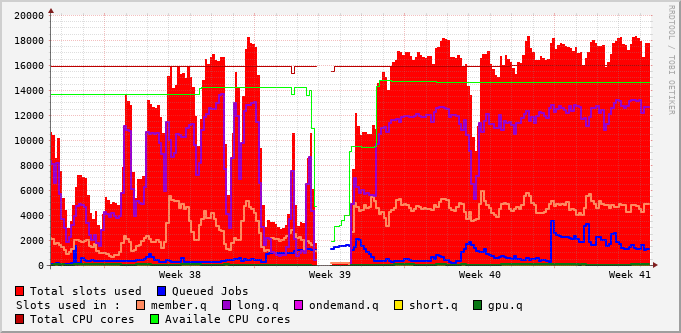 20000
18000
16000
14000
12000
10000
8000
6000
4000
2000
0
Week 38 Week 39 Week 40 Week 41
RRDTOOL / TOBI OETIKER
Total slots used Queued Jobs
Slots used in : member.q long.q ondemand.q short.q gpu.q
Total CPU cores Availale CPU cores